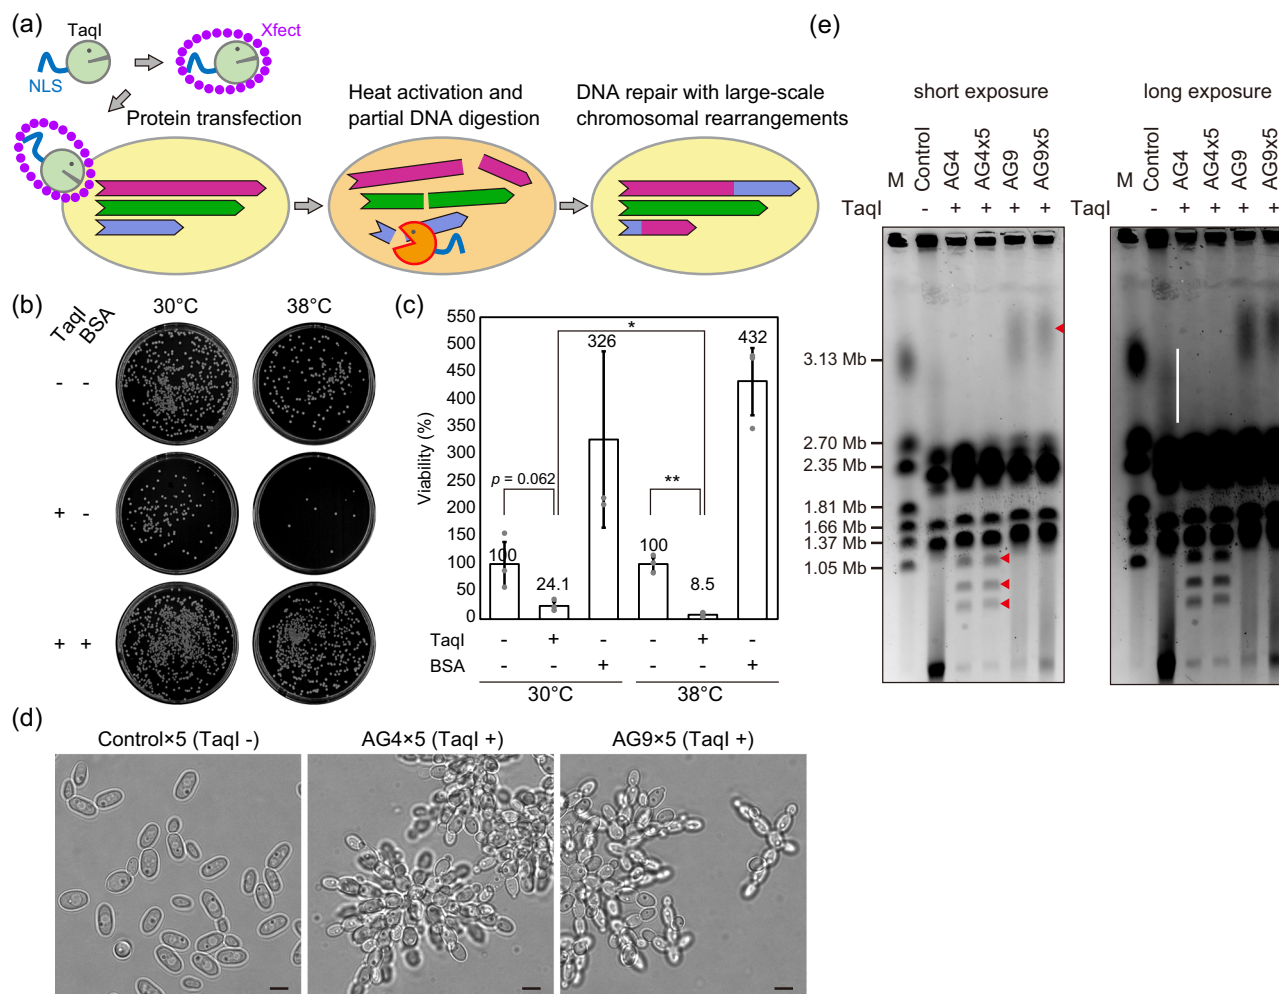 (a)
TaqI
Xfect
NLS
Protein transfection
Heat activation and
partial DNA digestion
DNA repair with large-scale
chromosomal rearrangements
(b)
TaqI
BSA
30°C
38°C
- -
+ -
+ +
(c)
Viability (%)
550
500
450
400
350
300
250
200
150
100
50
0
*
326
432
p = 0.062
**
100
24.1
100
8.5
TaqI - + - + 
BSA - - + - - +
30°C 38°C
(d)
Control×5 (TaqI -)
AG4×5 (TaqI +)
AG9×5 (TaqI +)
(e)
short exposure
M
Control
AG4
AG4x5
AG9
AG9x5
TaqI - + + + +
3.13 Mb
2.70 Mb
2.35 Mb
1.81 Mb
1.66 Mb
1.37 Mb
1.05 Mb
long exposure
M
Control
AG4
AG4x5
AG9
AG9x5
TaqI - + + + +